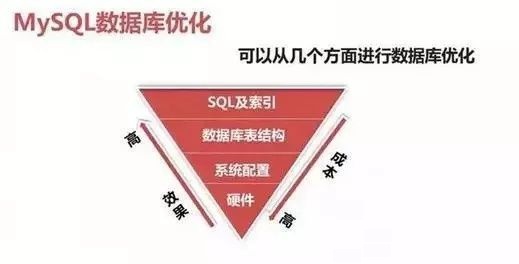 MySQL数据库优化
可以从几个方面进行数据库优化
SQL及索引
数据库表结构
系统配置
硬件
高
效果
成本
高